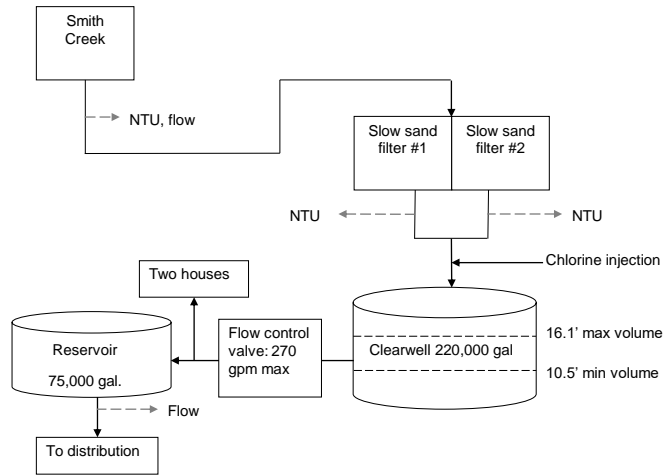 Smith
Creek
NTU, flow
Slow sand
filter #1
Slow sand
filter #2
NTU
NTU
Chlorine injection
Two houses
Flow control
valve: 270
gpm max
Reservoir
75,000 gal.
Clearwell 220,000 gal
16.1' max volume
10.5' min volume
Flow
To distribution